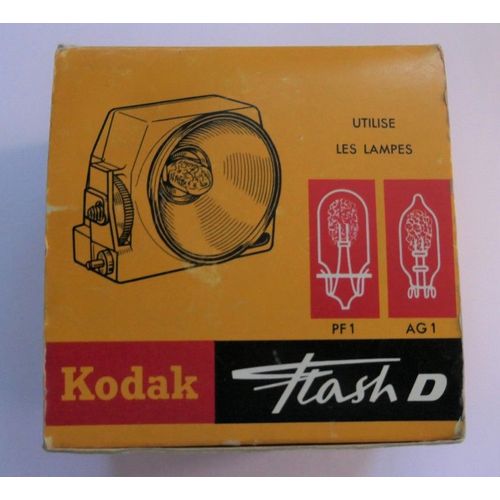 UTILISE
LES LAMPES
PF1
AG1
Kodak
Flash D